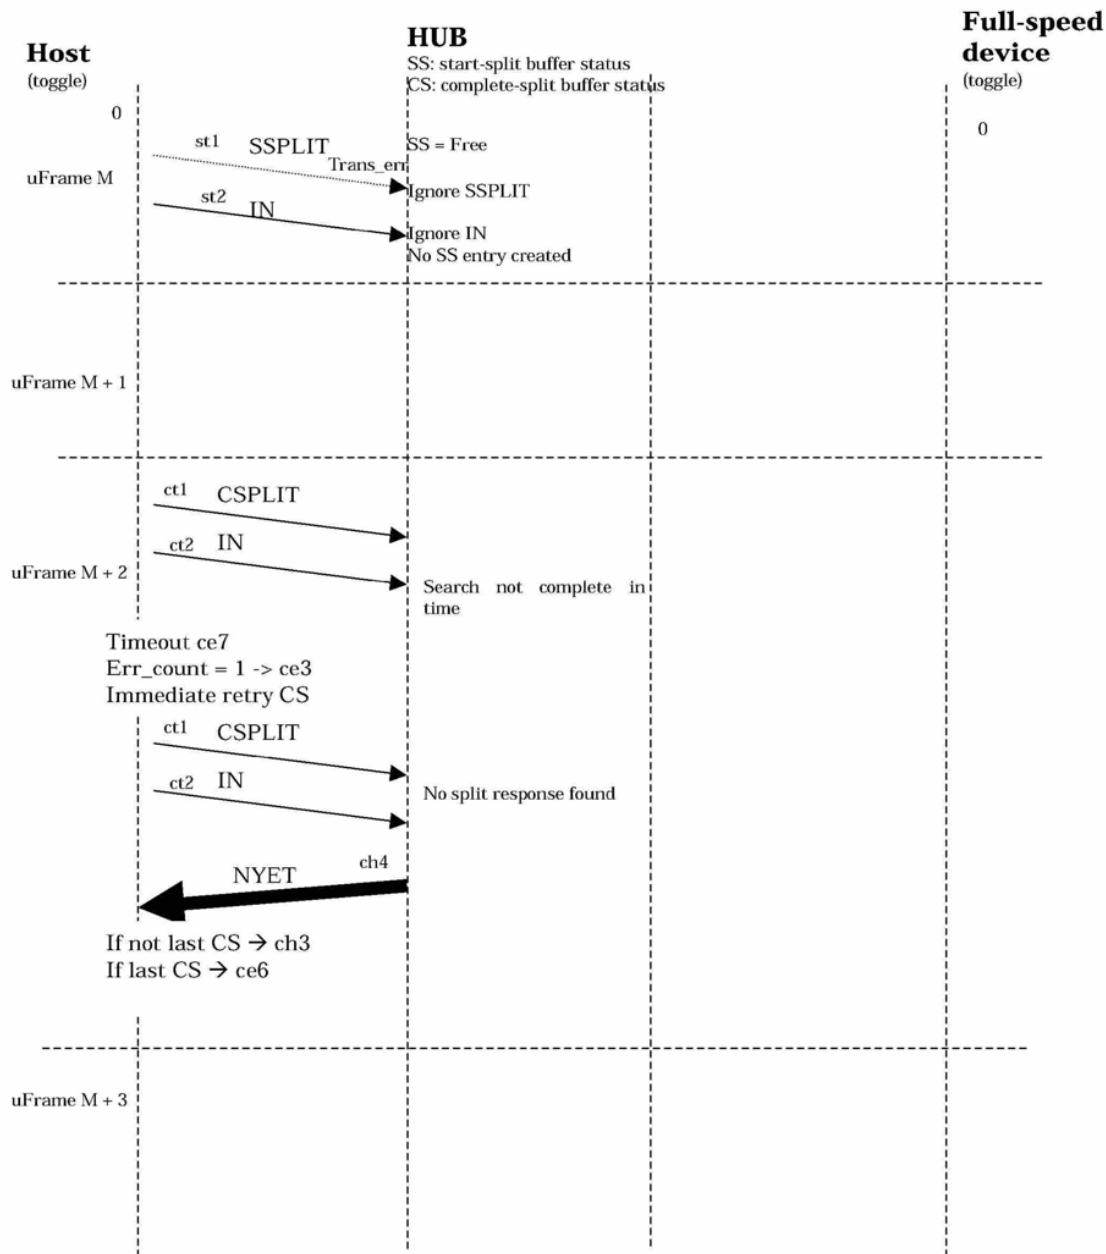 Host
(toggle)
0
HUB
SS: start-split buffer status
CS: complete-split buffer status
Full-speed
device
(toggle)
0
uFrame M
st1 SSPLIT
Trans_err
SS = Free
Ignore SSPLIT
st2 IN
Ignore IN
No SS entry created
uFrame M + 1
ct1 CSPLIT
ct2 IN
uFrame M + 2
Search not complete in
time
Timeout ce7
Err_count = 1 -> ce3
Immediate retry CS
ct1 CSPLIT
ct2 IN
No split response found
NYET ch4
If not last CS → ch3
If last CS → ce6
uFrame M + 3